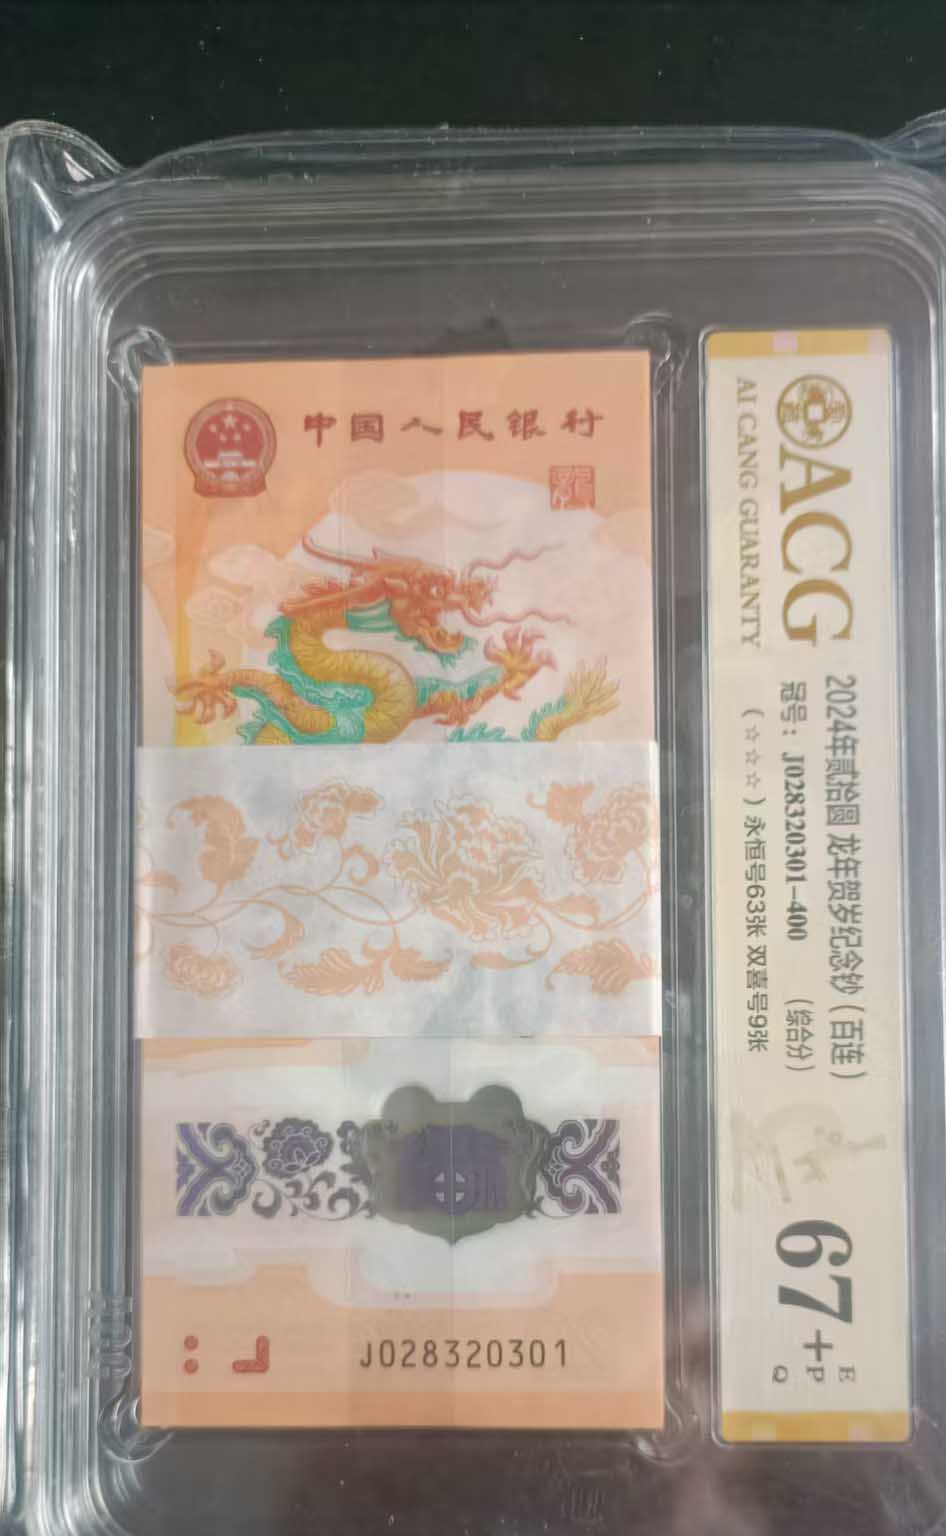 中国人民银行
J028320301
ACG
AI CANG GUARANTY
2024年贰拾圆 龙年贺岁纪念钞（百连）
冠号：J028320301-400 （综合分）
（☆☆☆）永恒号63张 双喜号9张
67+
E
P
Q